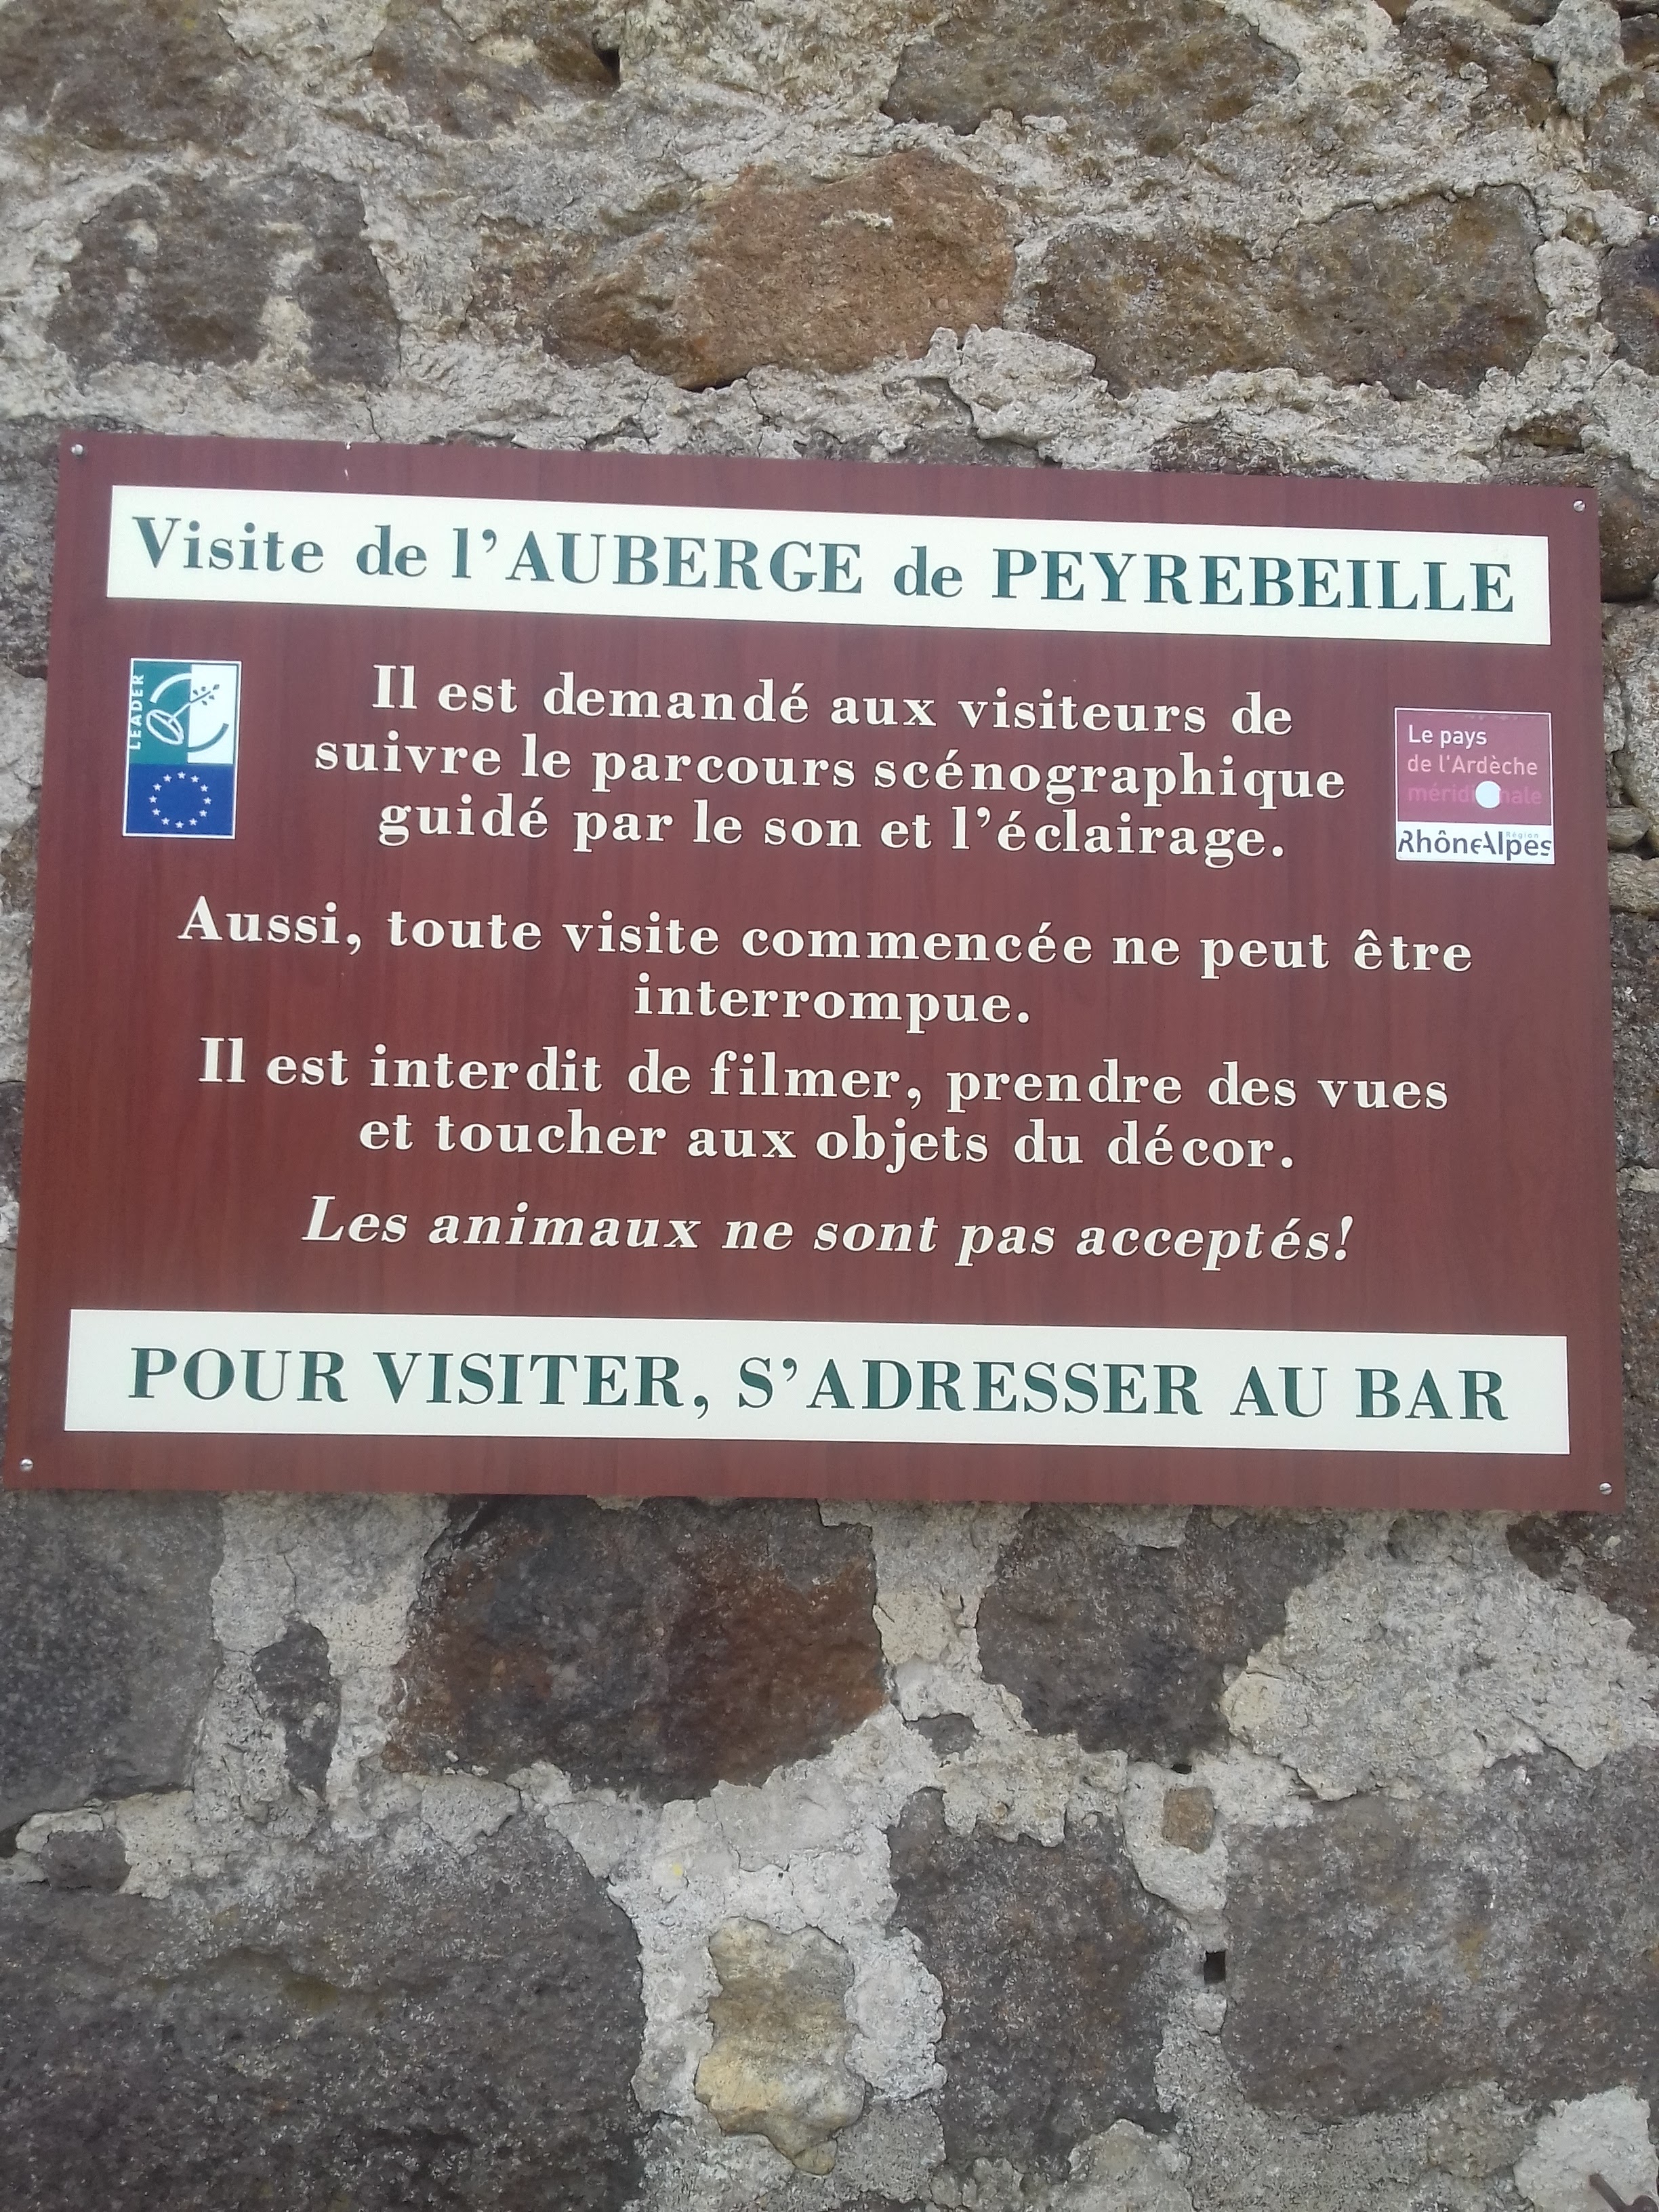 Visite de l'AUBERGE de PEYREBEILLE
LEADER
Il est demandé aux visiteurs de
suivre le parcours scénographique
guidé par le son et l'éclairage.
Le pays
de l'Ardèche
méridionale
Région
RhôneAlpes
Aussi, toute visite commencée ne peut être
interrompue.
Il est interdit de filmer, prendre des vues
et toucher aux objets du décor.
Les animaux ne sont pas acceptés!
POUR VISITER, S'ADRESSER AU BAR